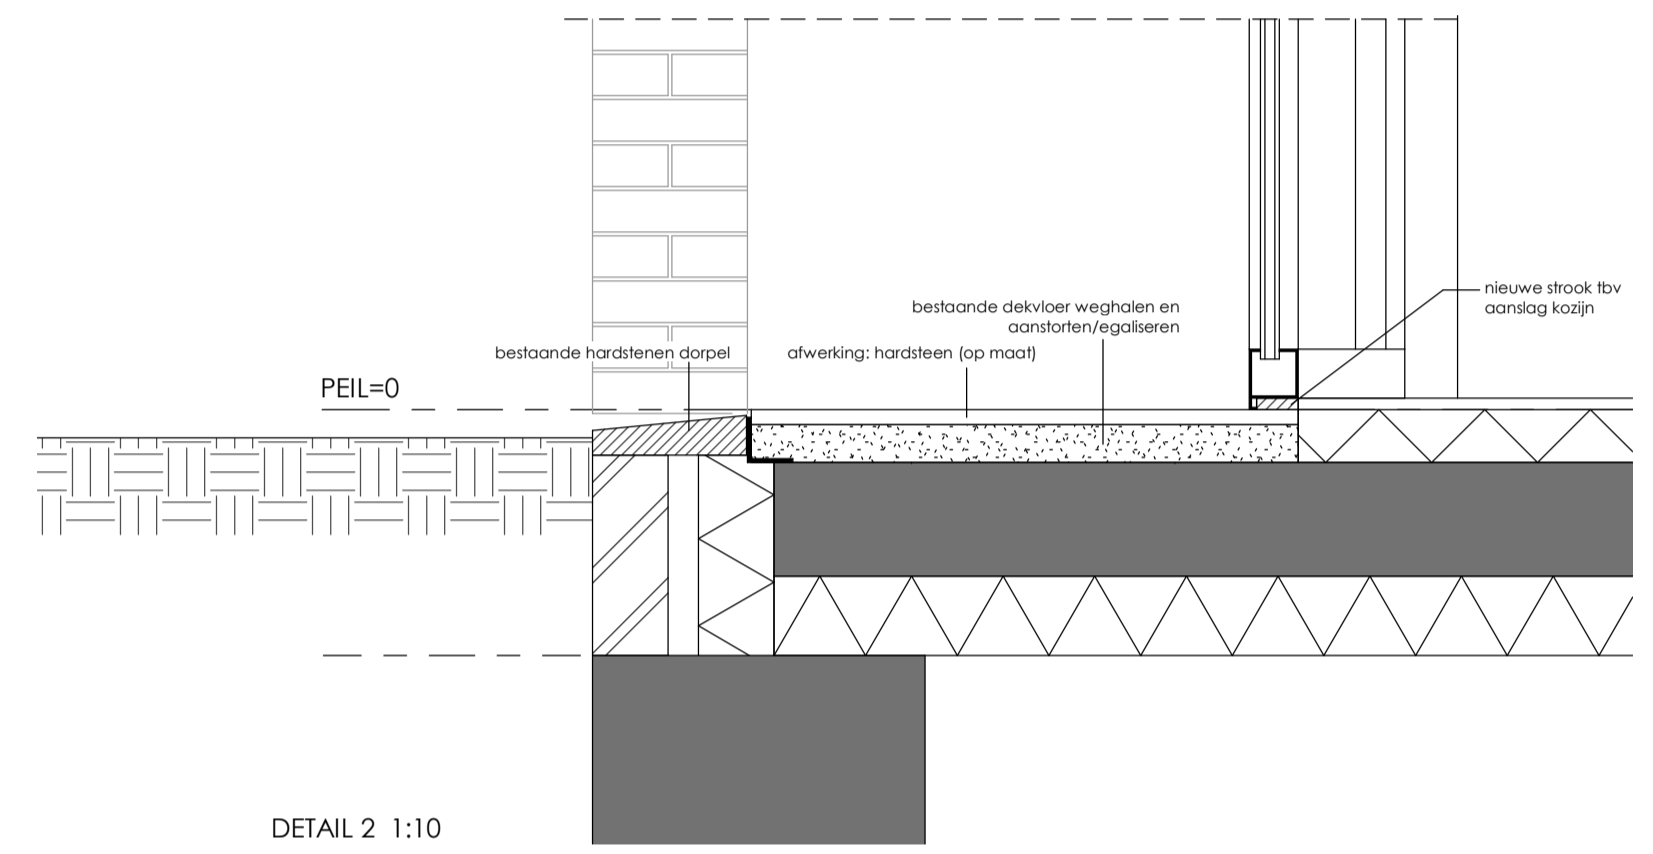 nieuwe strook tbv
aanslag kozijn
bestaande dekvloer weghalen en
aanstorten/egaliseren
bestaande hardstenen dorpel
afwerking: hardsteen (op maat)
PEIL=0
DETAIL 2 1:10